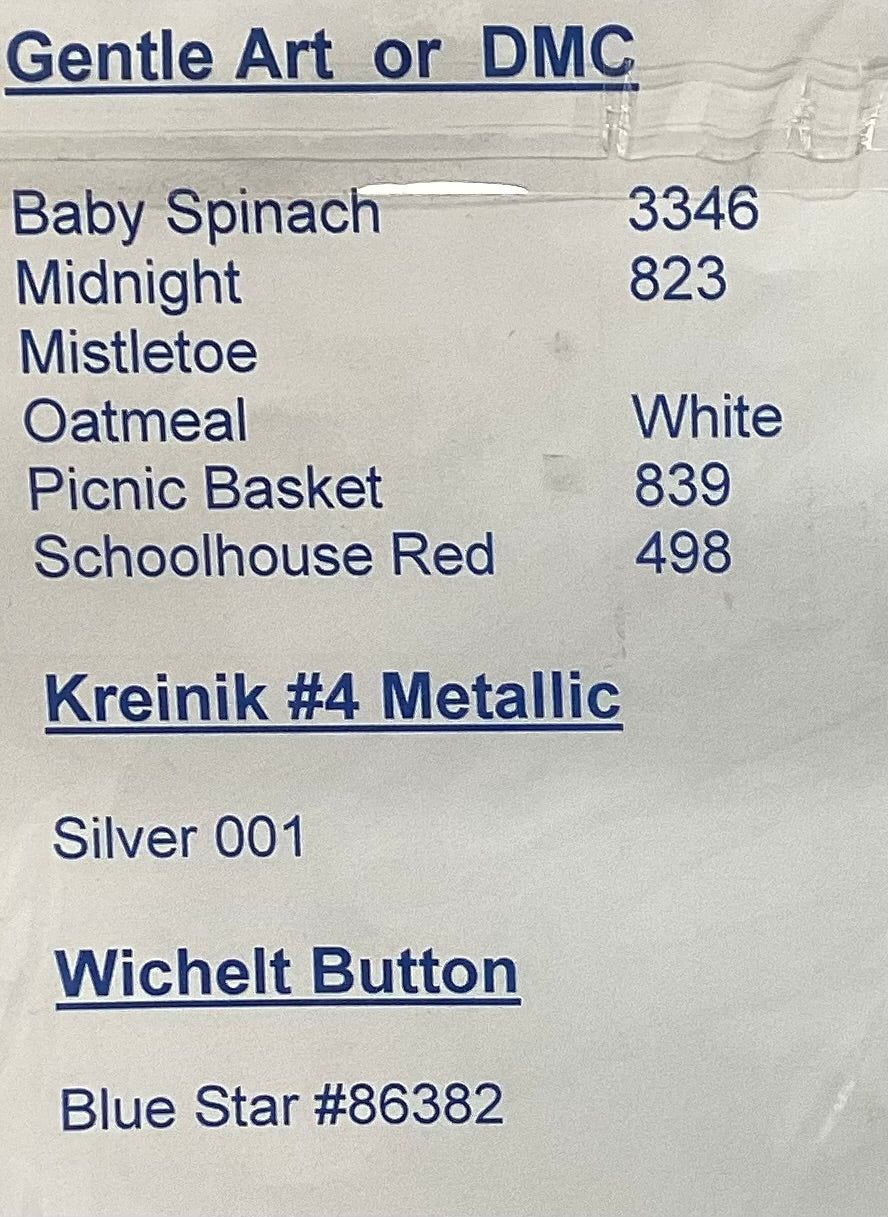 Gentle Art or DMC
Baby Spinach 3346
Midnight 823
Mistletoe
Oatmeal White
Picnic Basket 839
Schoolhouse Red 498
Kreinik #4 Metallic
Silver 001
Wichelt Button
Blue Star #86382